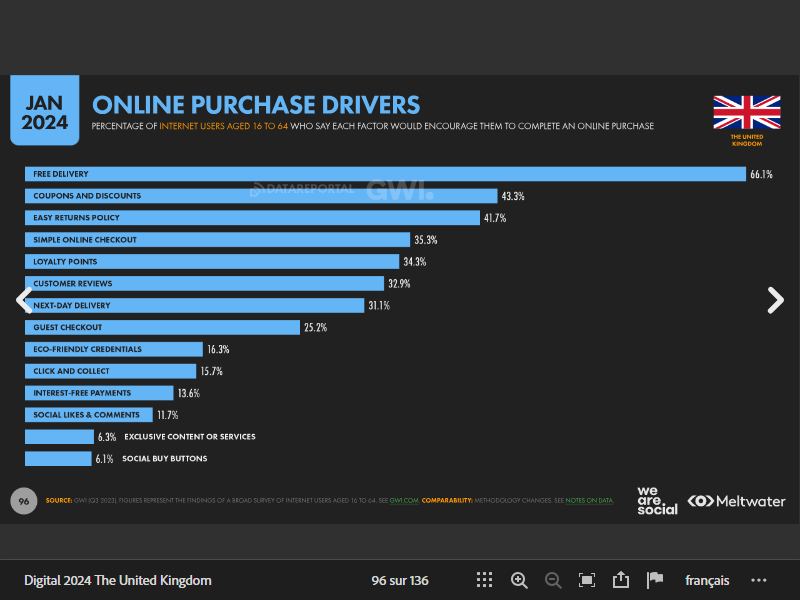 JAN
2024
ONLINE PURCHASE DRIVERS
PERCENTAGE OF INTERNET USERS AGED 16 TO 64 WHO SAY EACH FACTOR WOULD ENCOURAGE THEM TO COMPLETE AN ONLINE PURCHASE
THE UNITED
KINGDOM
FREE DELIVERY 66.1%
DATAREPORTAL GWI.
COUPONS AND DISCOUNTS 43.3%
EASY RETURNS POLICY 41.7%
SIMPLE ONLINE CHECKOUT 35.3%
LOYALTY POINTS 34.3%
CUSTOMER REVIEWS 32.9%
NEXT-DAY DELIVERY 31.1%
GUEST CHECKOUT 25.2%
ECO-FRIENDLY CREDENTIALS 16.3%
CLICK AND COLLECT 15.7%
INTEREST-FREE PAYMENTS 13.6%
SOCIAL LIKES & COMMENTS 11.7%
6.3% EXCLUSIVE CONTENT OR SERVICES
6.1% SOCIAL BUY BUTTONS
96 SOURCE: GWI (Q3 2023). FIGURES REPRESENT THE FINDINGS OF A BROAD SURVEY OF INTERNET USERS AGED 16 TO 64. SEE GWI.COM. COMPARABILITY: METHODOLOGY CHANGES. SEE NOTES ON DATA.
we
are
social
Meltwater
Digital 2024 The United Kingdom 96 sur 136 français